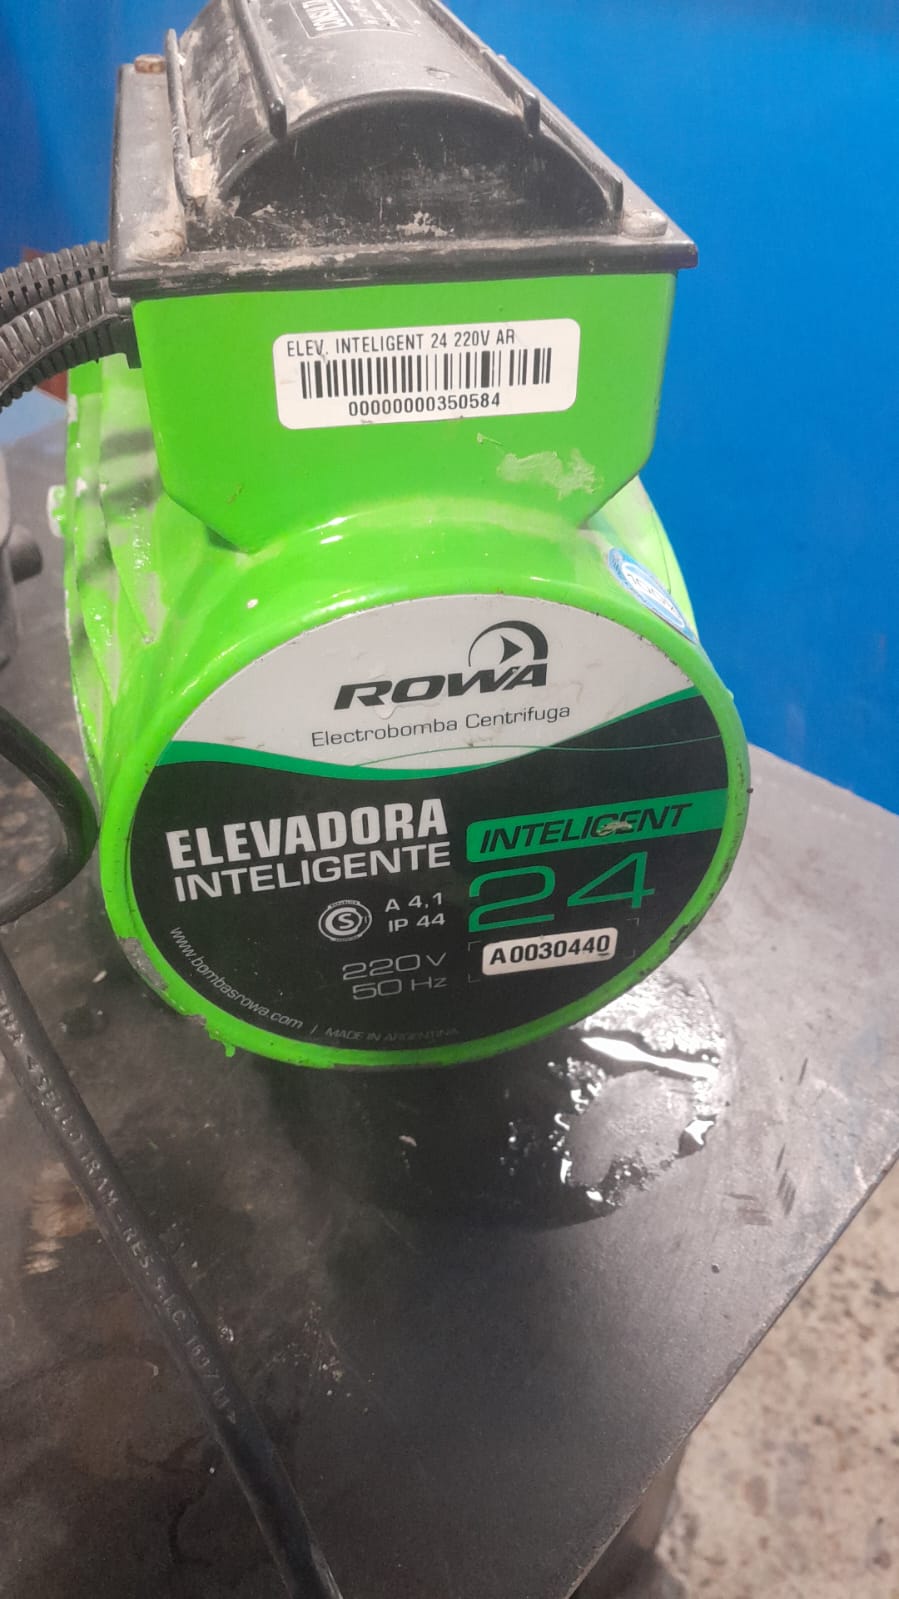 ELEV. INTELIGENT 24 220V AR
00000000350584
ROWA
Electrobomba Centrifuga
ELEVADORA
INTELIGENTE
INTELIGENT
24
S
A 4,1
IP 44
A0030440
220V
50 Hz
www.bombasrowa.com / MADE IN ARGENTINA